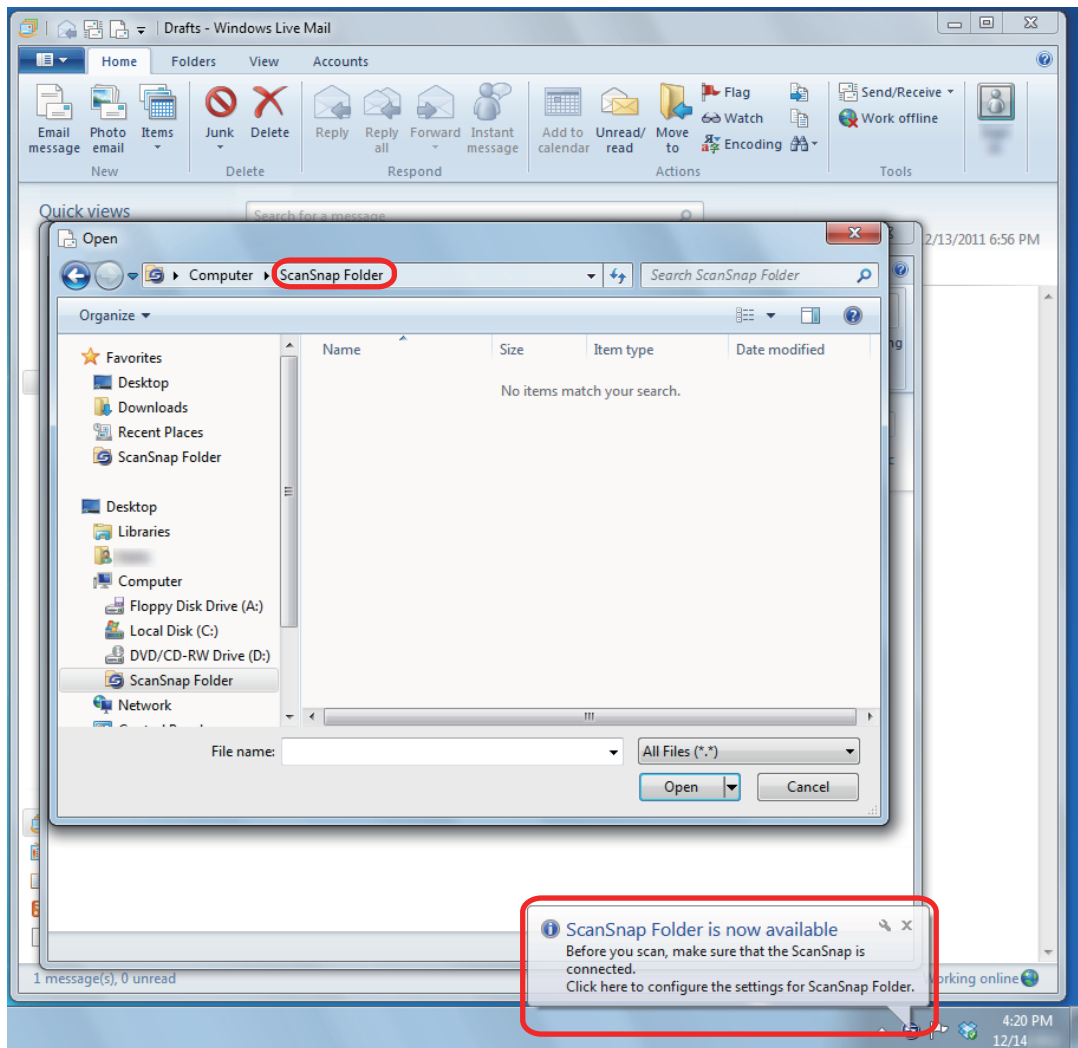 Drafts - Windows Live Mail
Home Folders View Accounts
Email message
Photo email
Items
Junk
Delete
Reply
Reply all
Forward
Instant message
Add to calendar
Unread/ read
Move to
Flag
Watch
Encoding
Send/Receive
Work offline
New Delete Respond Actions Tools
Quick views
Search for a message
2/13/2011 6:56 PM
Open
Computer ScanSnap Folder
Search ScanSnap Folder
Organize
Name Size Item type Date modified
No items match your search.
Favorites
Desktop
Downloads
Recent Places
ScanSnap Folder
Desktop
Libraries
Computer
Floppy Disk Drive (A:)
Local Disk (C:)
DVD/CD-RW Drive (D:)
ScanSnap Folder
Network
File name:
All Files (*.*)
Open Cancel
ScanSnap Folder is now available
Before you scan, make sure that the ScanSnap is
connected.
Click here to configure the settings for ScanSnap Folder.
1 message(s), 0 unread
orking online
4:20 PM
12/14